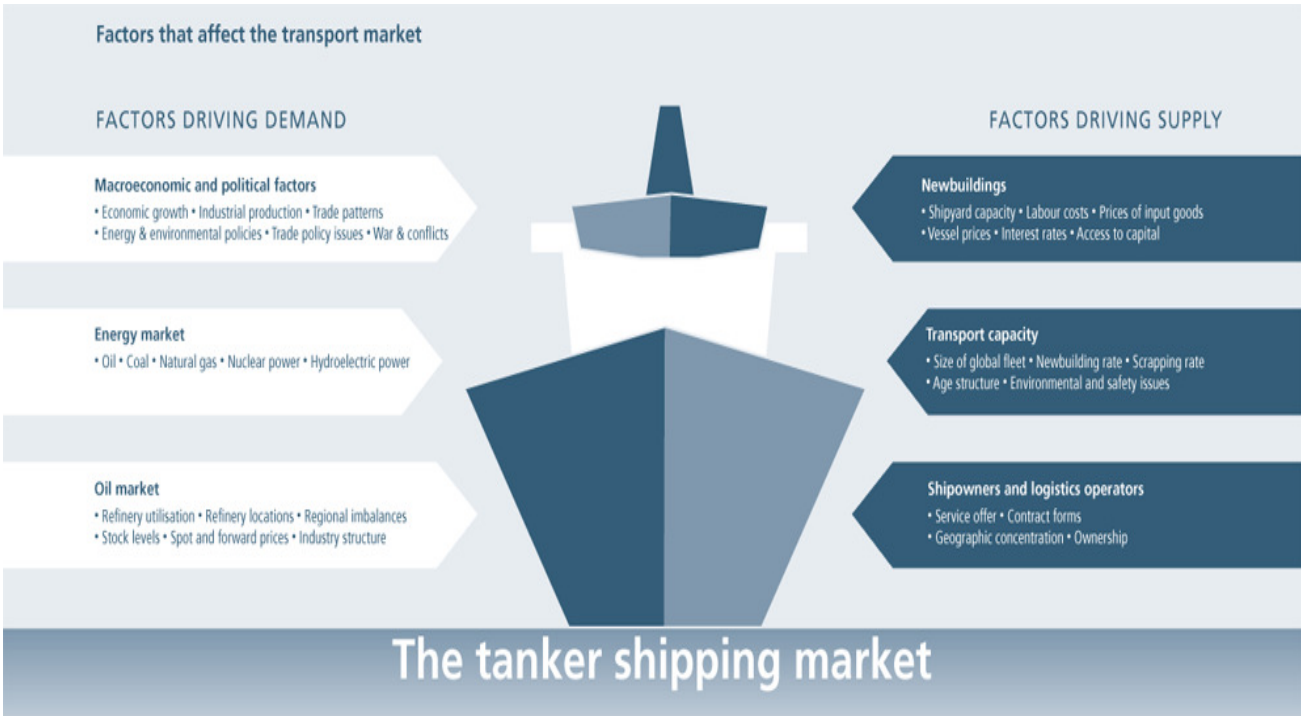 Factors that affect the transport market
FACTORS DRIVING DEMAND
Macroeconomic and political factors
• Economic growth • Industrial production • Trade patterns
• Energy & environmental policies • Trade policy issues • War & conflicts
Energy market
• Oil • Coal • Natural gas • Nuclear power • Hydroelectric power
Oil market
• Refinery utilisation • Refinery locations • Regional imbalances
• Stock levels • Spot and forward prices • Industry structure
FACTORS DRIVING SUPPLY
Newbuildings
• Shipyard capacity • Labour costs • Prices of input goods
• Vessel prices • Interest rates • Access to capital
Transport capacity
• Size of global fleet • Newbuilding rate • Scrapping rate
• Age structure • Environmental and safety issues
Shipowners and logistics operators
• Service offer • Contract forms
• Geographic concentration • Ownership
The tanker shipping market